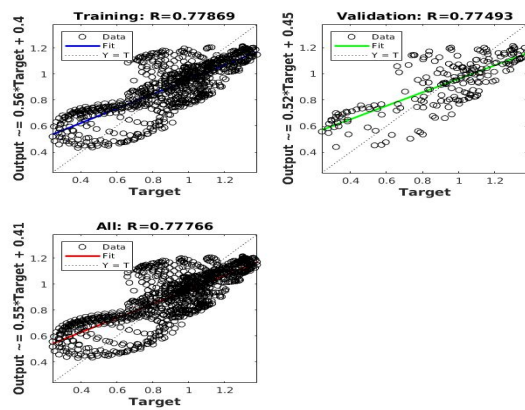 Training: R=0.77869
Output ~= 0.56*Target + 0.4
1.2
1
0.8
0.6
0.4
Data
Fit
Y = T
0.4 0.6 0.8 1 1.2
Target
Validation: R=0.77493
Output ~= 0.52*Target + 0.45
1.2
1
0.8
0.6
0.4
Data
Fit
Y = T
0.4 0.6 0.8 1 1.2
Target
All: R=0.77766
Output ~= 0.55*Target + 0.41
1.2
1
0.8
0.6
0.4
Data
Fit
Y = T
0.4 0.6 0.8 1 1.2
Target